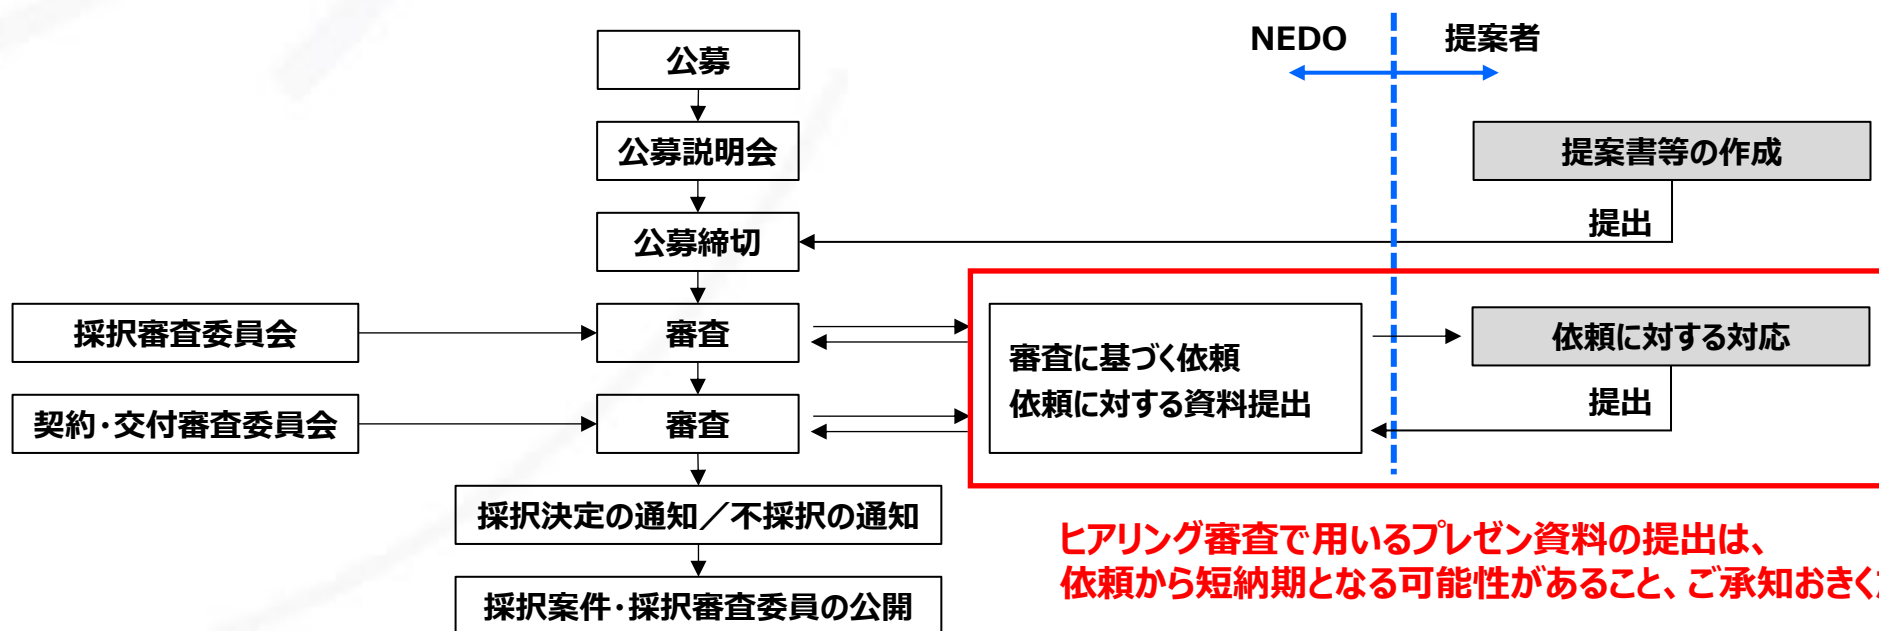 NEDO
提案者
公募
公募説明会
提案書等の作成
提出
公募締切
採択審査委員会
審査
審査に基づく依頼
依頼に対する資料提出
依頼に対する対応
提出
契約・交付審査委員会
審査
採択決定の通知／不採択の通知
採択案件・採択審査委員の公開
ヒアリング審査で用いるプレゼン資料の提出は、
依頼から短納期となる可能性があること、ご承知おきく